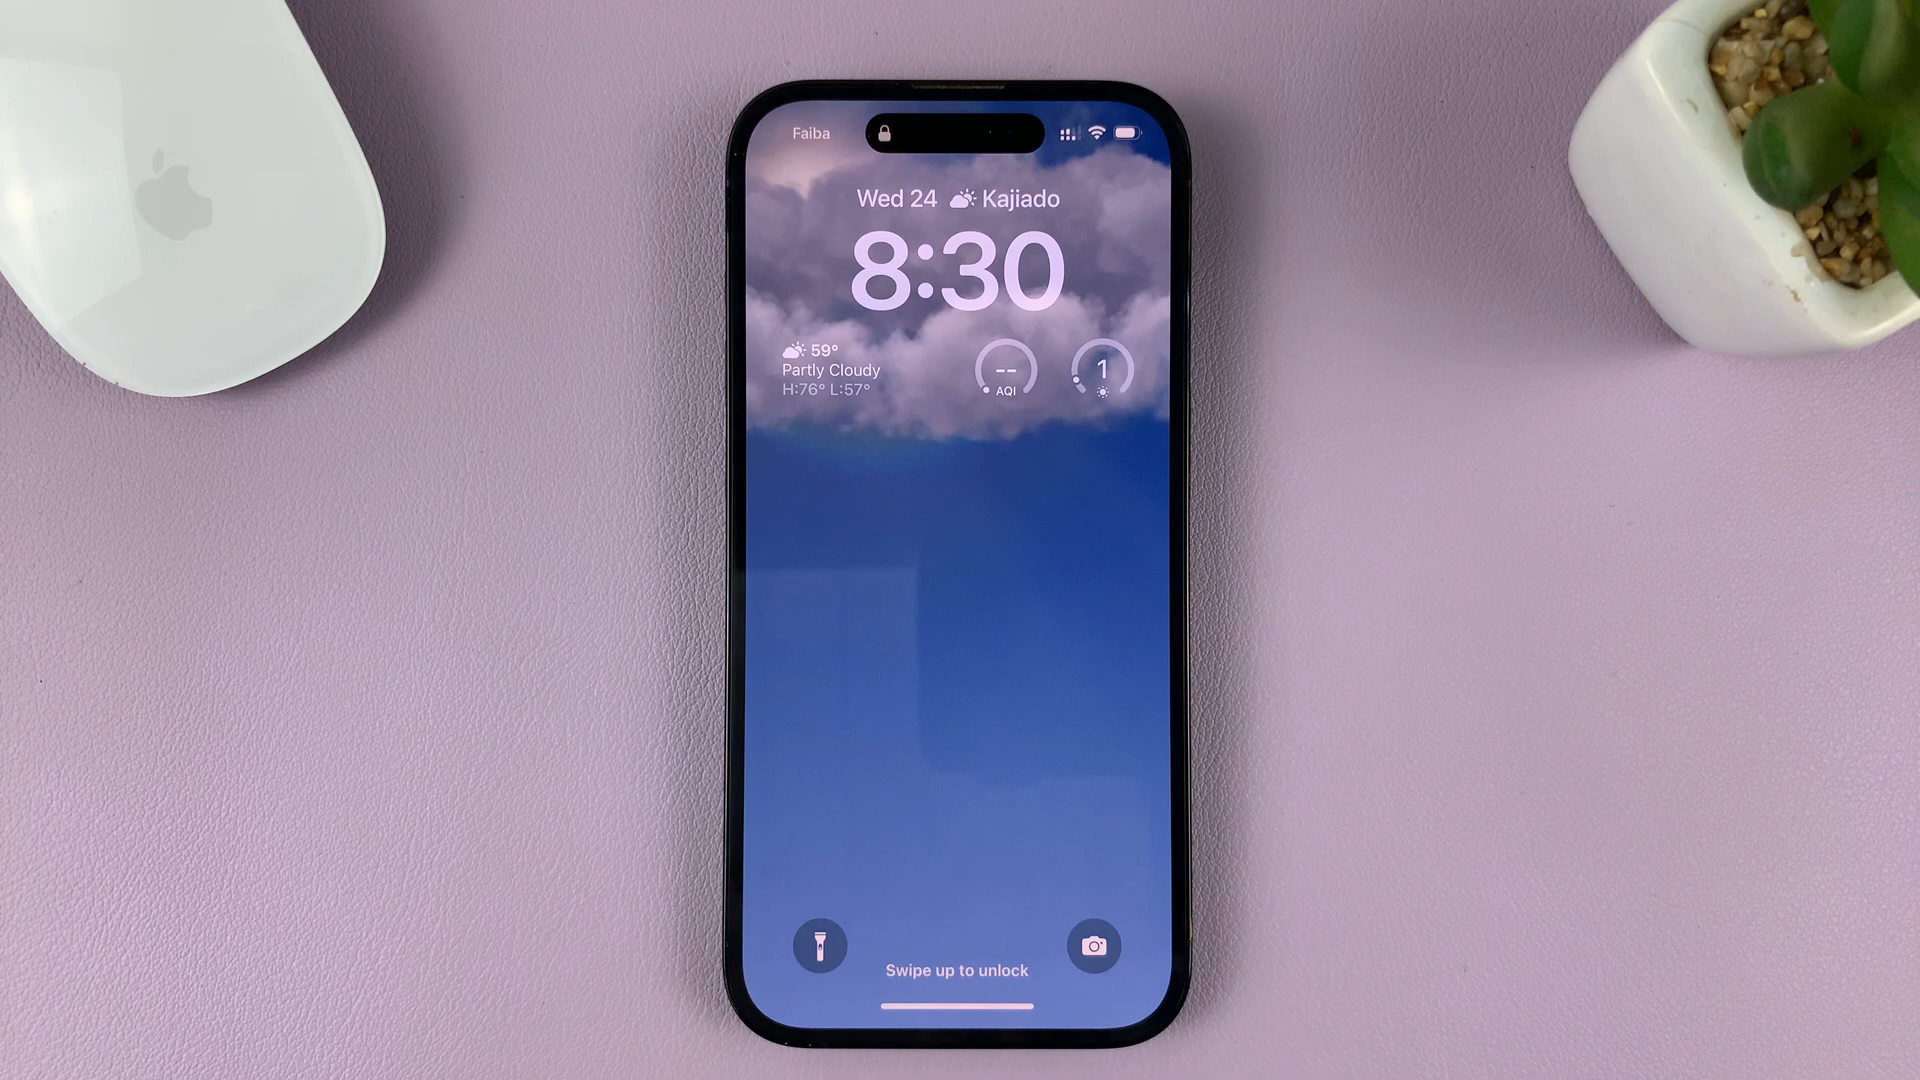 Faiba
Wed 24 Kajiado
8:30
59°
Partly Cloudy
H:76° L:57°
--
AQI
1
Swipe up to unlock